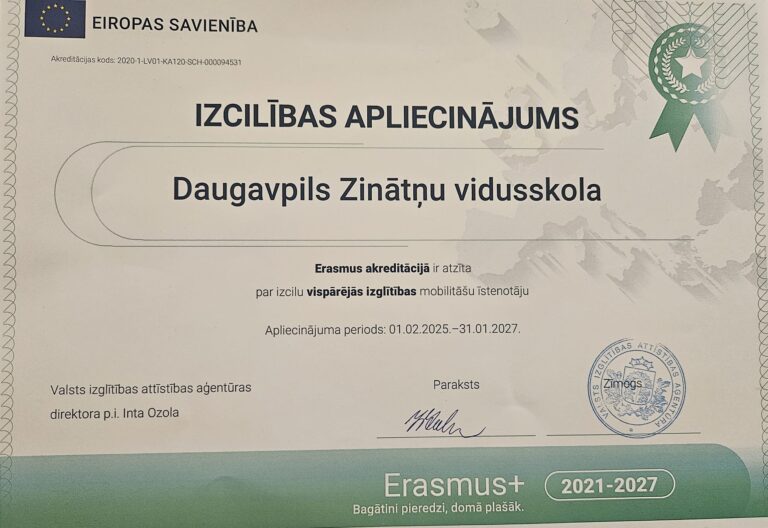 EIROPAS SAVIENĪBA
Akreditācijas kods: 2020-1-LV01-KA120-SCH-000094531
IZCILĪBAS APLIECINĀJUMS
Daugavpils Zinātņu vidusskola
Erasmus akreditācijā ir atzīta
par izcilu vispārējās izglītības mobilitāšu īstenotāju
Apliecinājuma periods: 01.02.2025.–31.01.2027.
Valsts izglītības attīstības aģentūras
direktora p.i. Inta Ozola
Paraksts
Zīmogs
VALSTS IZGLĪTĪBAS ATTĪSTĪBAS AĢENTŪRA
Erasmus+
2021-2027
Bagātini pieredzi, domā plašāk.